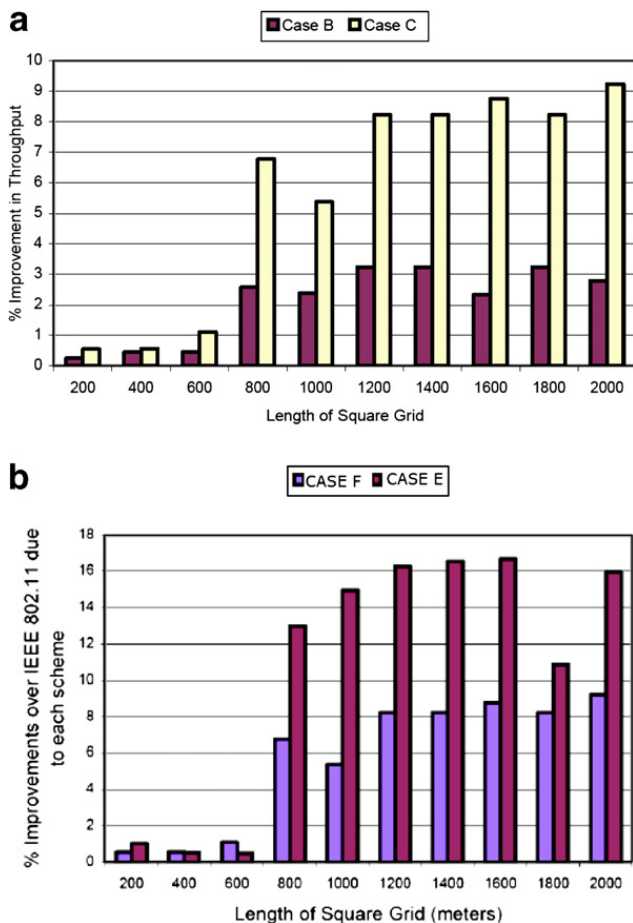 a
Case B Case C
% Improvement in Throughput
10
9
8
7
6
5
4
3
2
1
0
200 400 600 800 1000 1200 1400 1600 1800 2000
Length of Square Grid
b
CASE F CASE E
% Improvements over IEEE 802.11 due
to each scheme
18
16
14
12
10
8
6
4
2
0
200 400 600 800 1000 1200 1400 1600 1800 2000
Length of Square Grid (meters)